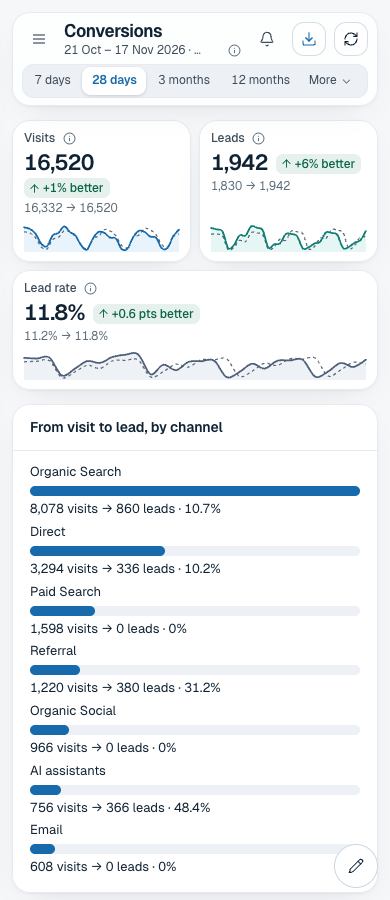 Conversions
21 Oct – 17 Nov 2026 · ...
7 days 28 days 3 months 12 months More
Visits
16,520
↑ +1% better
16,332 → 16,520
Leads
1,942 ↑ +6% better
1,830 → 1,942
Lead rate
11.8% ↑ +0.6 pts better
11.2% → 11.8%
From visit to lead, by channel
Organic Search
8,078 visits → 860 leads · 10.7%
Direct
3,294 visits → 336 leads · 10.2%
Paid Search
1,598 visits → 0 leads · 0%
Referral
1,220 visits → 380 leads · 31.2%
Organic Social
966 visits → 0 leads · 0%
AI assistants
756 visits → 366 leads · 48.4%
Email
608 visits → 0 leads · 0%